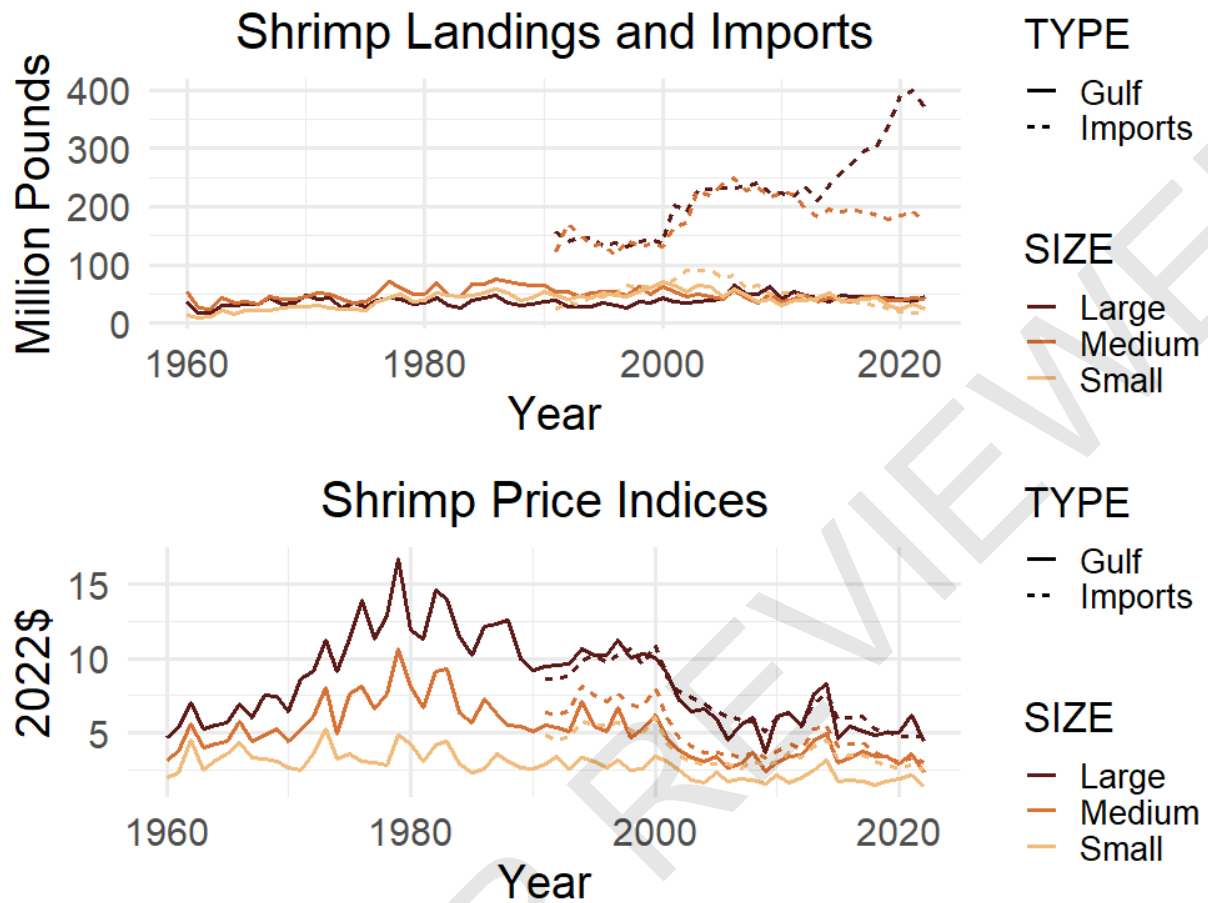 Shrimp Landings and Imports
Million Pounds
400
300
200
100
0
1960
1980
2000
2020
Year
TYPE
Gulf
Imports
SIZE
Large
Medium
Small
Shrimp Price Indices
2022$
15
10
5
1960
1980
2000
2020
Year
TYPE
Gulf
Imports
SIZE
Large
Medium
Small
REVIEWE